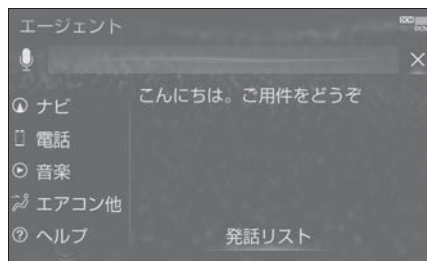 エージェント
DCM
×
こんにちは。ご用件をどうぞ
ナビ
電話
音楽
エアコン他
ヘルプ
発話リスト